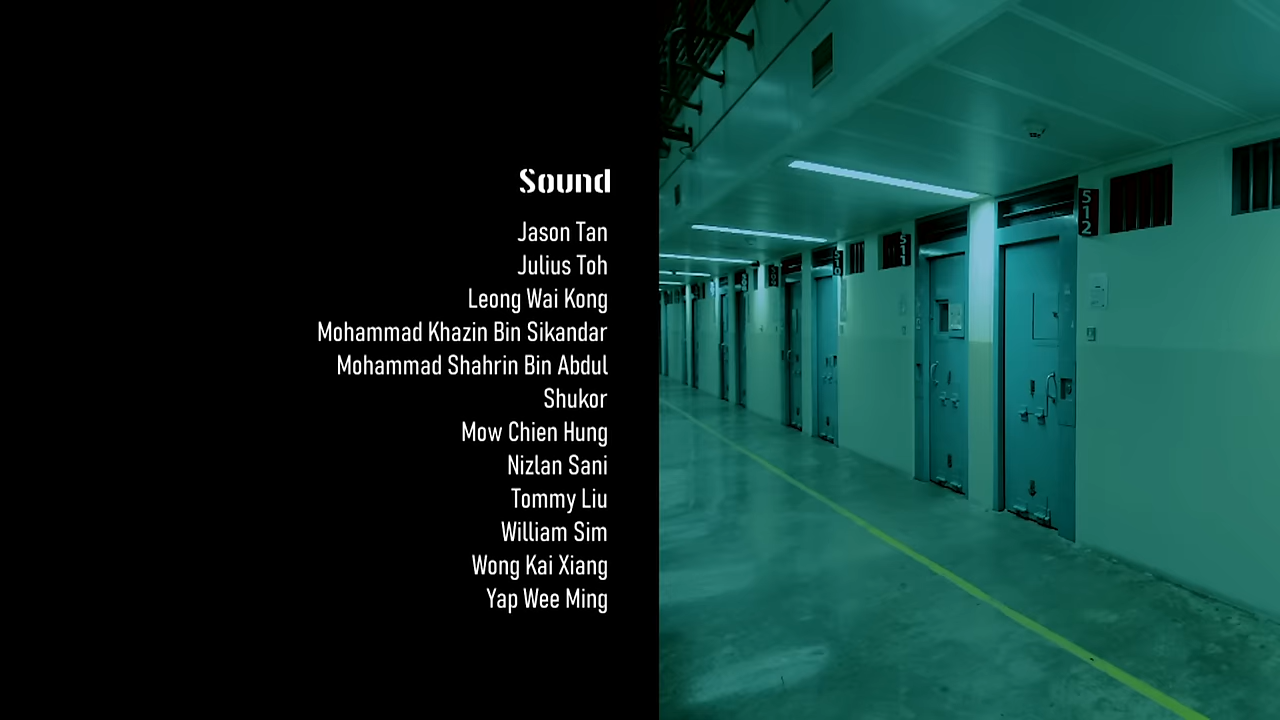 Sound
Jason Tan
Julius Toh
Leong Wai Kong
Mohammad Khazin Bin Sikandar
Mohammad Shahrin Bin Abdul
Shukor
Mow Chien Hung
Nizlan Sani
Tommy Liu
William Sim
Wong Kai Xiang
Yap Wee Ming
512
511
510